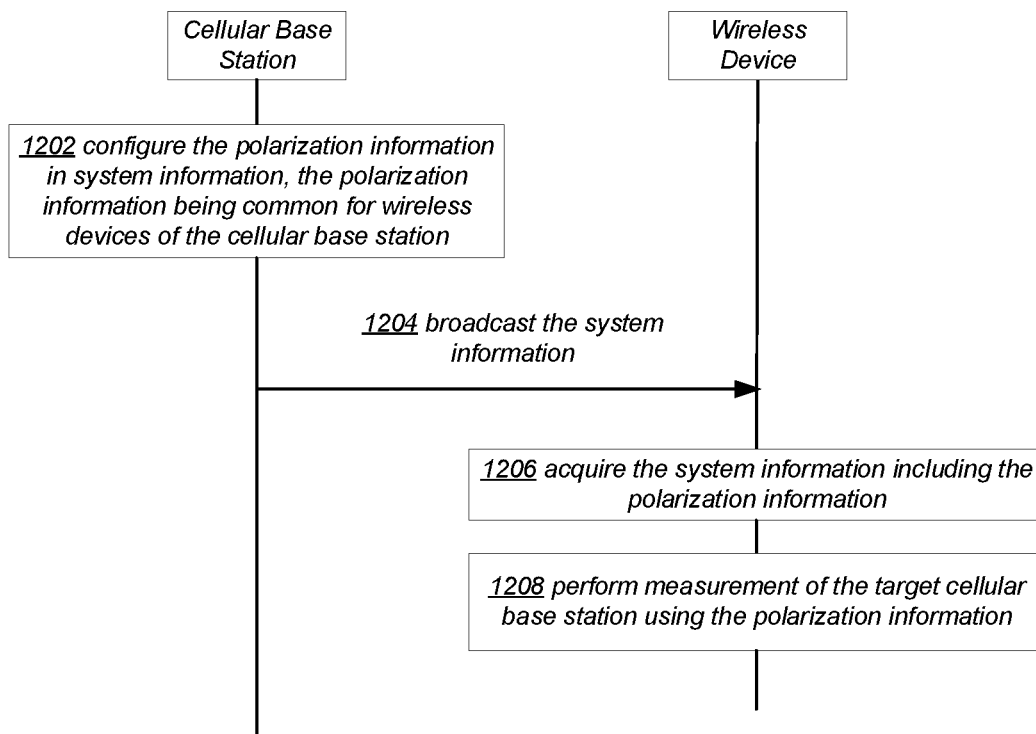 Cellular Base
Station
Wireless
Device
1202 configure the polarization information
in system information, the polarization
information being common for wireless
devices of the cellular base station
1204 broadcast the system
information
1206 acquire the system information including the
polarization information
1208 perform measurement of the target cellular
base station using the polarization information